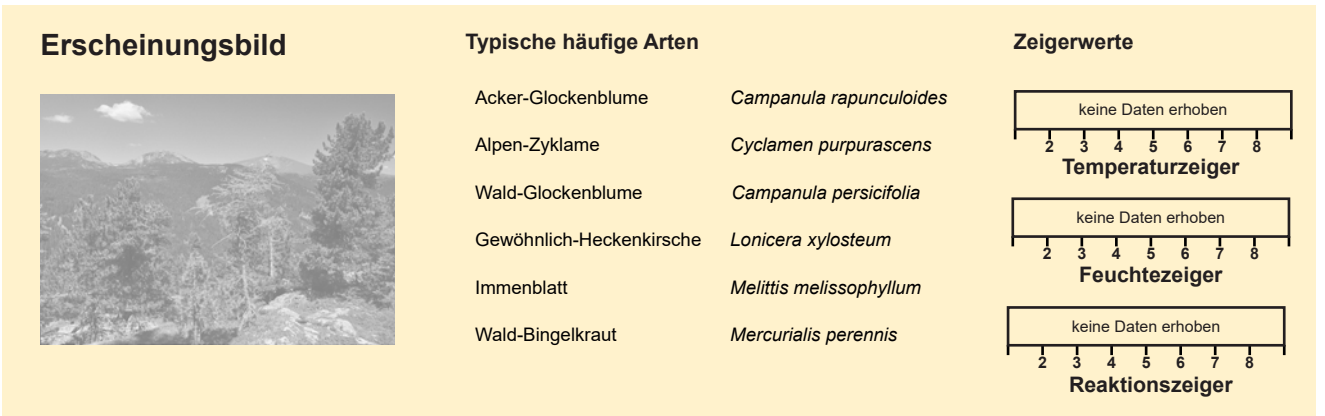 Erscheinungsbild
Typische häufige Arten
Acker-Glockenblume Campanula rapunculoides
Alpen-Zyklame Cyclamen purpurascens
Wald-Glockenblume Campanula persicifolia
Gewöhnlich-Heckenkirsche Lonicera xylosteum
Immenblatt Melittis melissophyllum
Wald-Bingelkraut Mercurialis perennis
Zeigerwerte
keine Daten erhoben
2 3 4 5 6 7 8
Temperaturzeiger
keine Daten erhoben
2 3 4 5 6 7 8
Feuchtezeiger
keine Daten erhoben
2 3 4 5 6 7 8
Reaktionszeiger